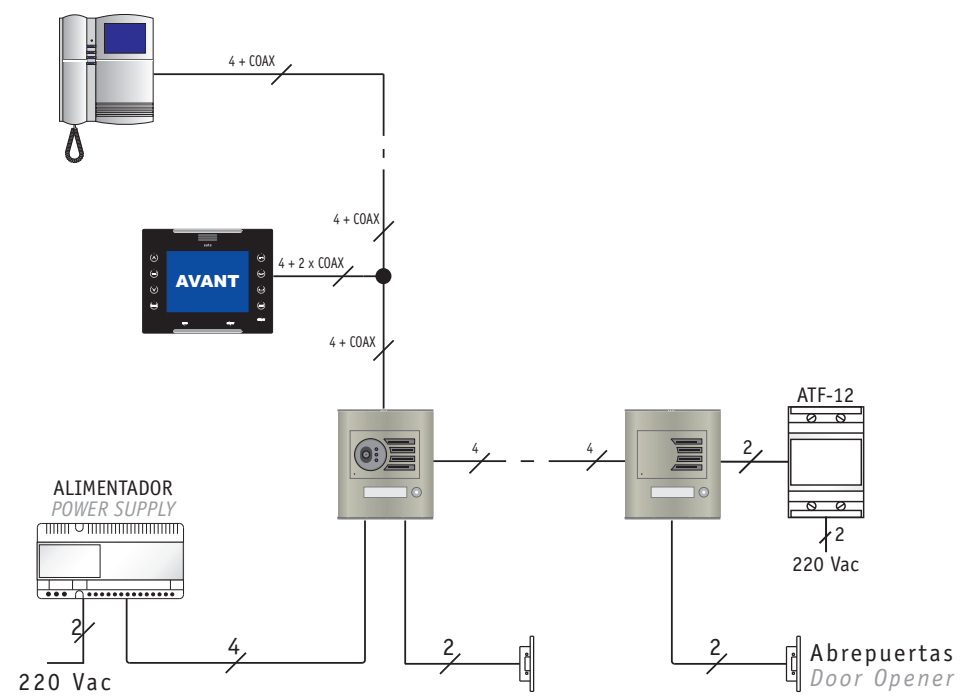 4 + COAX
4 + COAX
4 + 2 x COAX
AVANT
4 + COAX
ATF-12
4
4
2
ALIMENTADOR
POWER SUPPLY
2
220 Vac
2
4
2
2
Abrepuertas
Door Opener
220 Vac